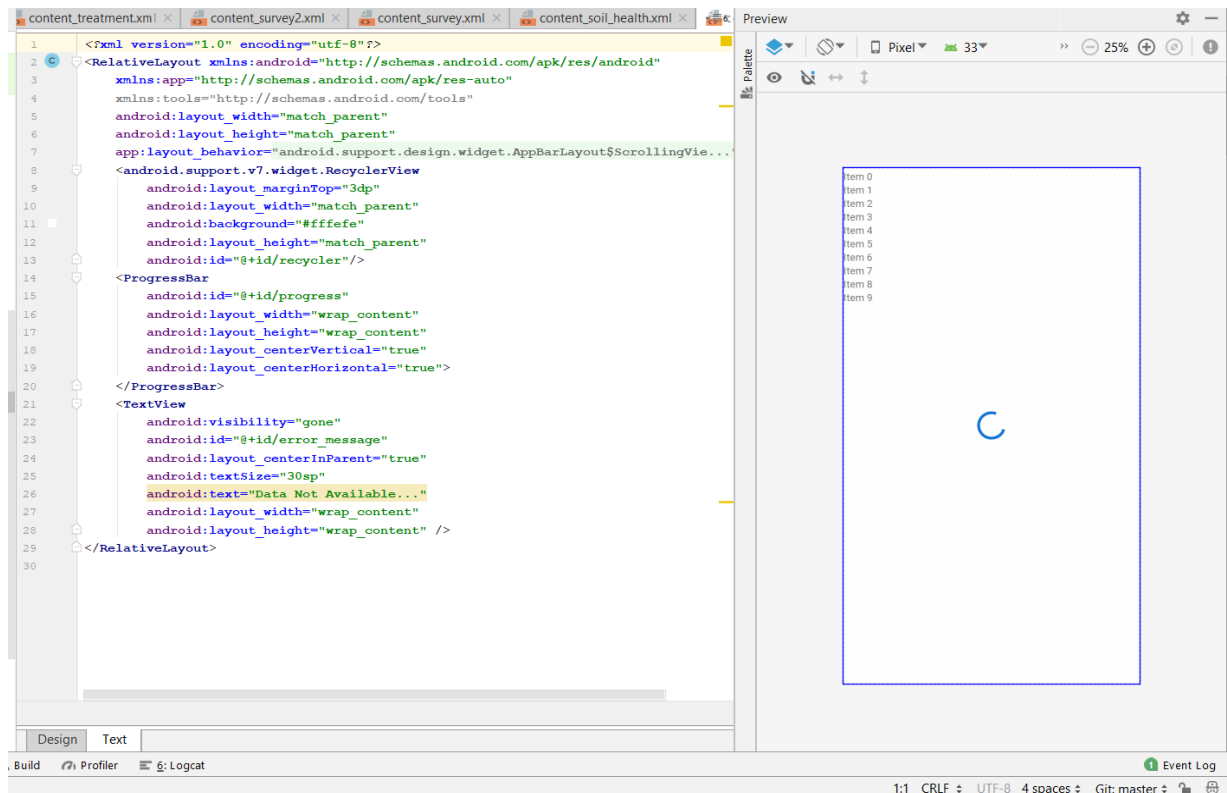 content_treatment.xml × content_survey2.xml × content_survey.xml × content_soil_health.xml × Preview
Palette
Pixel 33 » 25%
1 <?xml version="1.0" encoding="utf-8"?>
2 C <RelativeLayout xmlns:android="http://schemas.android.com/apk/res/android"
3 xmlns:app="http://schemas.android.com/apk/res-auto"
4 xmlns:tools="http://schemas.android.com/tools"
5 android:layout_width="match_parent"
6 android:layout_height="match_parent"
7 app:layout_behavior="android.support.design.widget.AppBarLayout$ScrollingVie..."
8 <android.support.v7.widget.RecyclerView
9 android:layout_marginTop="3dp"
10 android:layout_width="match_parent"
11 android:background="#fffefe"
12 android:layout_height="match_parent"
13 android:id="@+id/recycler"/>
14 <ProgressBar
15 android:id="@+id/progress"
16 android:layout_width="wrap_content"
17 android:layout_height="wrap_content"
18 android:layout_centerVertical="true"
19 android:layout_centerHorizontal="true">
20 </ProgressBar>
21 <TextView
22 android:visibility="gone"
23 android:id="@+id/error_message"
24 android:layout_centerInParent="true"
25 android:textSize="30sp"
26 android:text="Data Not Available..."
27 android:layout_width="wrap_content"
28 android:layout_height="wrap_content" />
29 </RelativeLayout>
30
Item 0
Item 1
Item 2
Item 3
Item 4
Item 5
Item 6
Item 7
Item 8
Item 9
Design Text
Build Profiler 6: Logcat 1 Event Log
1:1 CRLF UTF-8 4 spaces Git: master